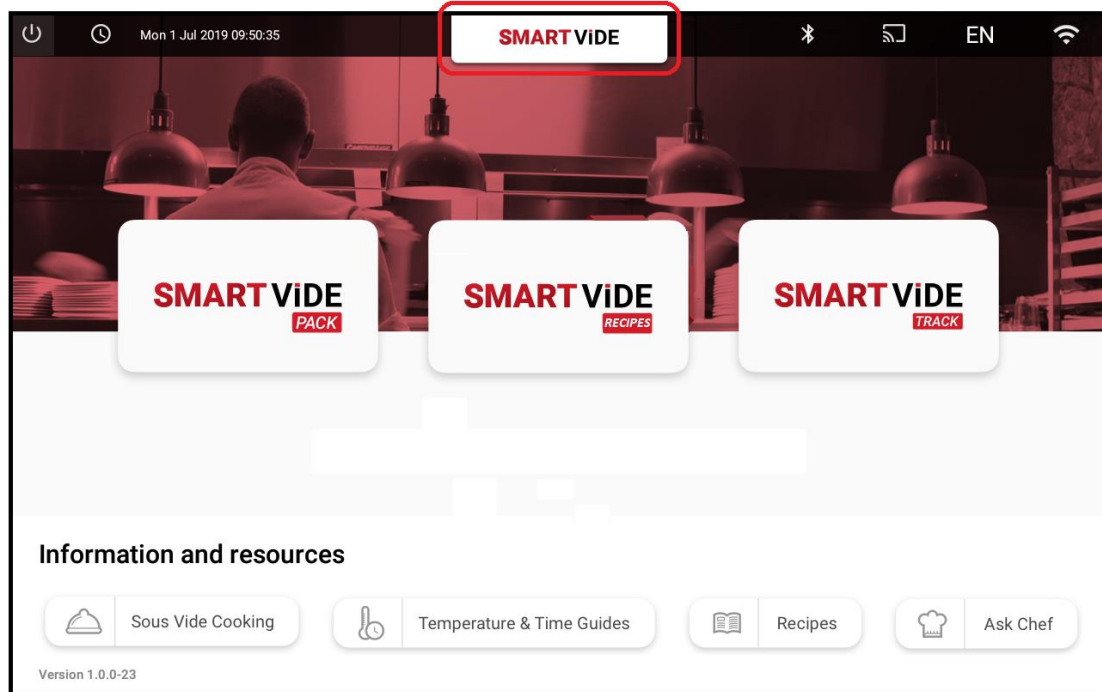 Mon 1 Jul 2019 09:50:35
SMART ViDE
EN
SMART ViDE
PACK
SMART ViDE
RECIPES
SMART ViDE
TRACK
Information and resources
Sous Vide Cooking
Temperature & Time Guides
Recipes
Ask Chef
Version 1.0.0-23